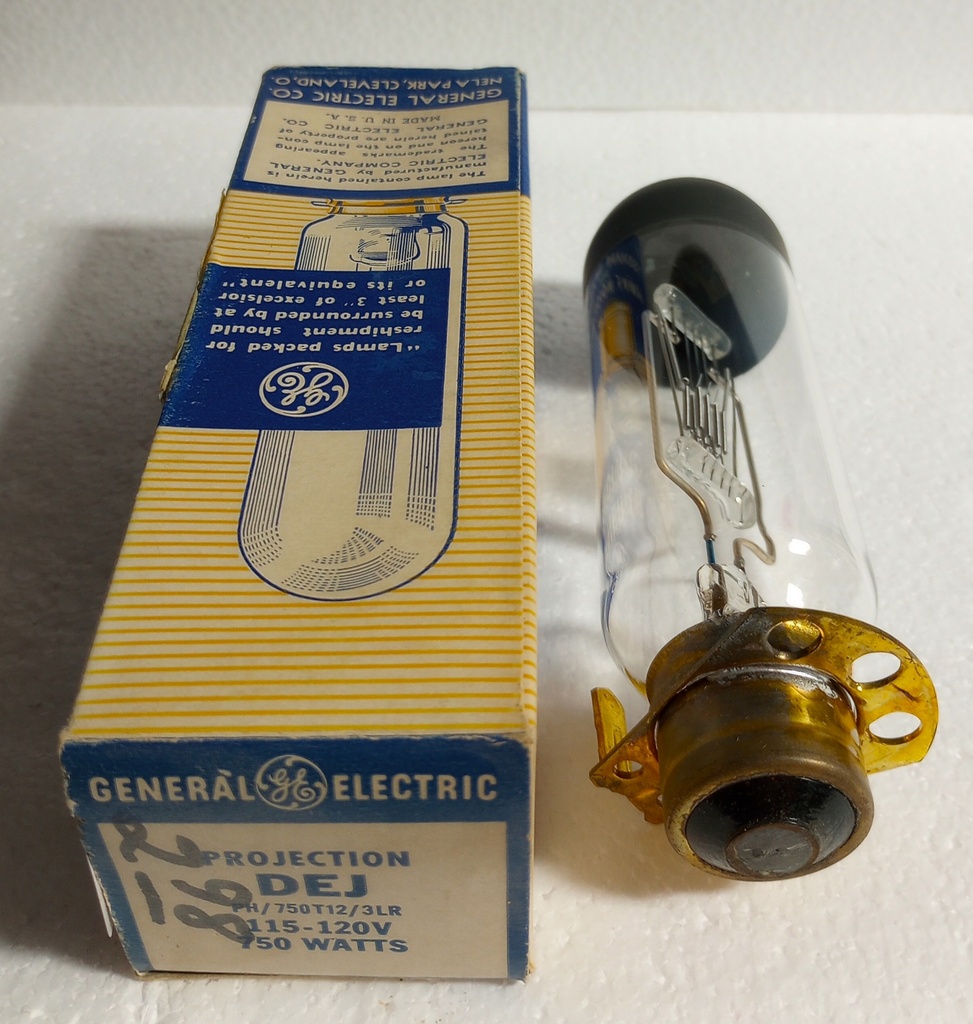 GE
"Lamps packed for
reshipment should
be surrounded by at
least 3" of excelsior
or its equivalent"
The lamp contained herein is
manufactured by GENERAL
ELECTRIC COMPANY.
The trademarks appearing
hereon and on the lamp con-
tained herein are property of
GENERAL ELECTRIC CO.
MADE IN U.S.A.
GENERAL ELECTRIC CO.
NELA PARK, CLEVELAND, O.
GENERAL GE ELECTRIC
PROJECTION
DEJ
PH/750T12/3LR
115-120V
750 WATTS